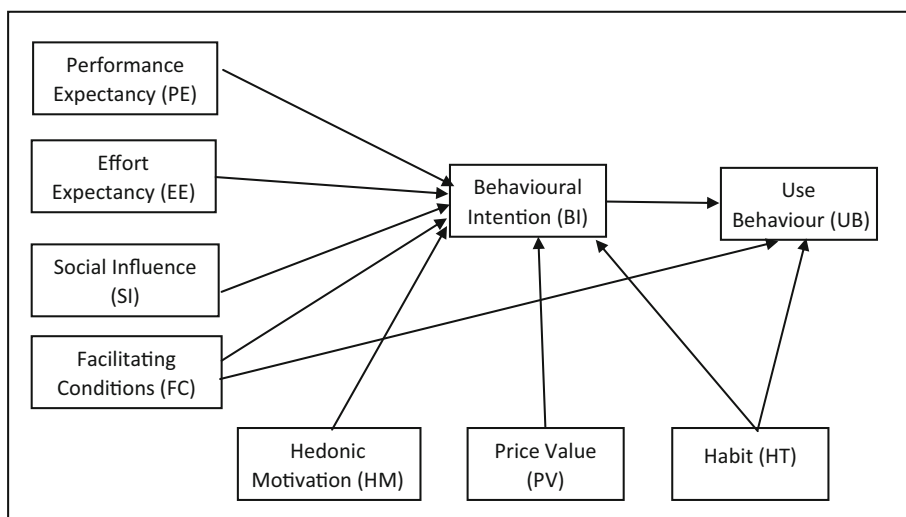 Performance
Expectancy (PE)
Effort
Expectancy (EE)
Behavioural
Intention (BI)
Use
Behaviour (UB)
Social Influence
(SI)
Facilitating
Conditions (FC)
Hedonic
Motivation (HM)
Price Value
(PV)
Habit (HT)